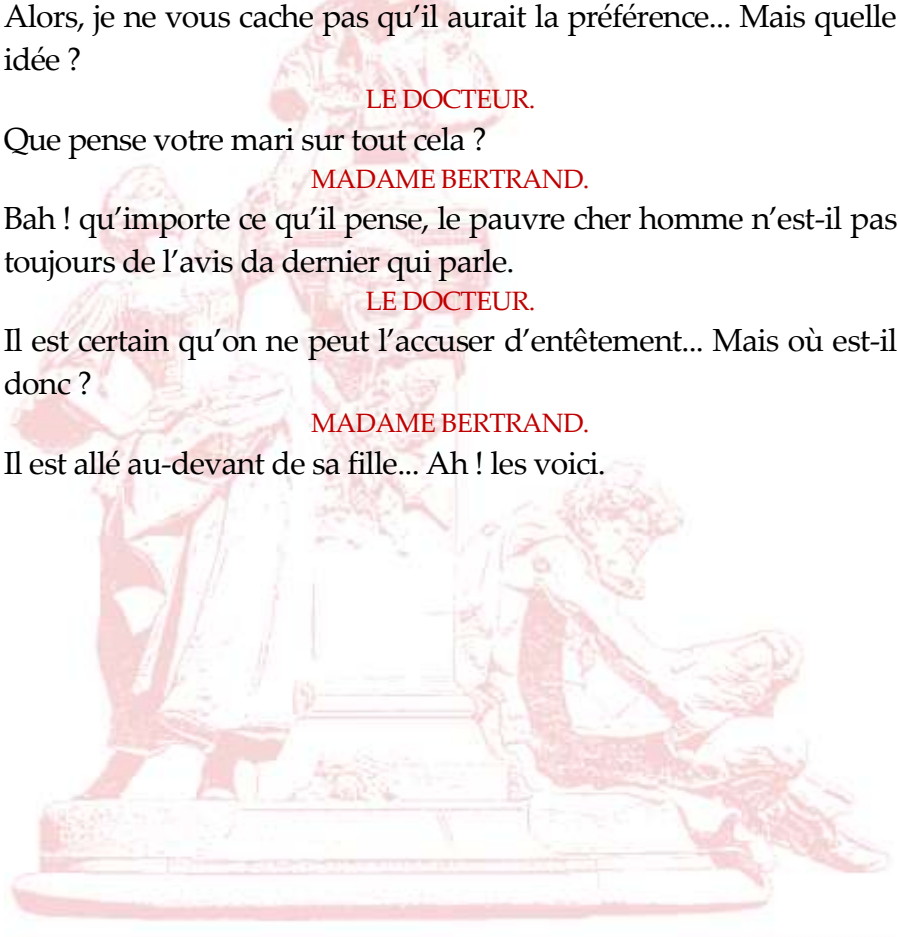 Alors, je ne vous cache pas qu’il aurait la préférence... Mais quelle
idée ?
LE DOCTEUR.
Que pense votre mari sur tout cela ?
MADAME BERTRAND.
Bah ! qu’importe ce qu’il pense, le pauvre cher homme n’est-il pas
toujours de l’avis da dernier qui parle.
LE DOCTEUR.
Il est certain qu’on ne peut l’accuser d’entêtement... Mais où est-il
donc ?
MADAME BERTRAND.
Il est allé au-devant de sa fille... Ah ! les voici.